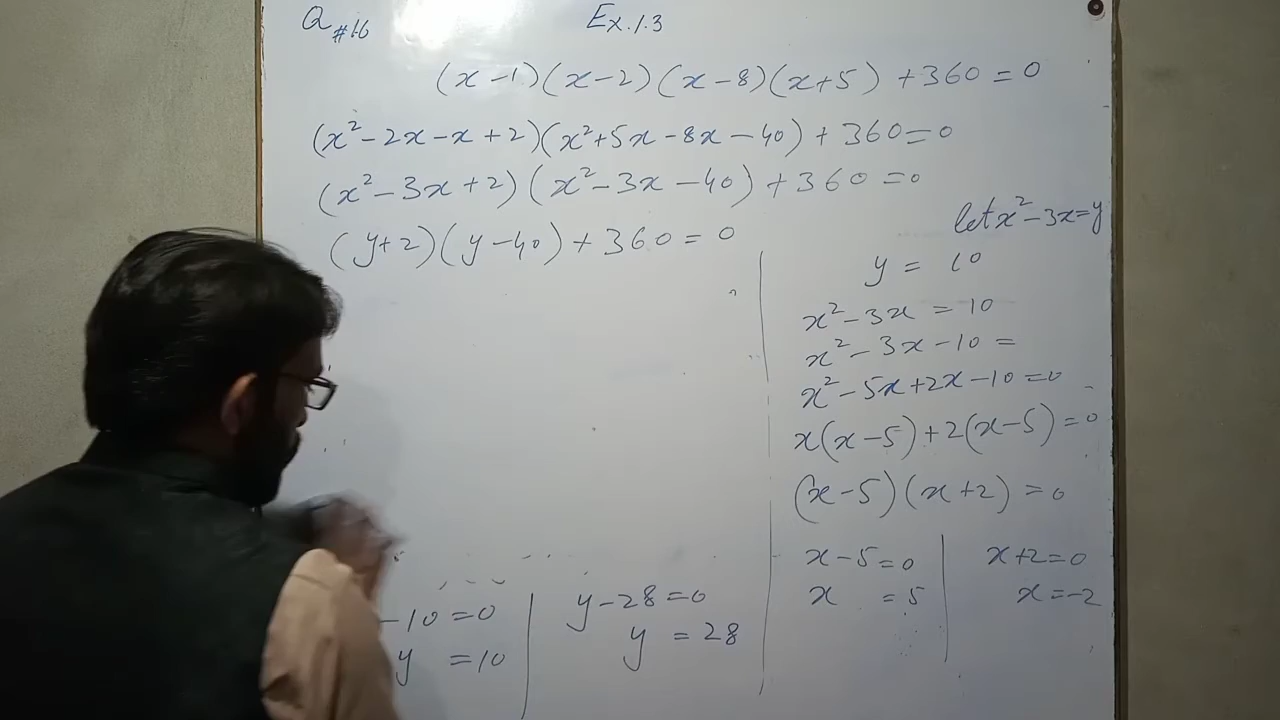 Q#16 Ex.1.3
(x-1)(x-2)(x-8)(x+5)+360=0
(x²-2x-x+2)(x²+5x-8x-40)+360=0
(x²-3x+2)(x²-3x-40)+360=0
let x²-3x=y
(y+2)(y-40)+360=0
-10=0
y =10
y-28=0
y =28
y = 10
x²-3x = 10
x²-3x-10=
x²-5x+2x-10=0
x(x-5)+2(x-5)=0
(x-5)(x+2)=0
x-5=0
x =5
x+2=0
x=-2